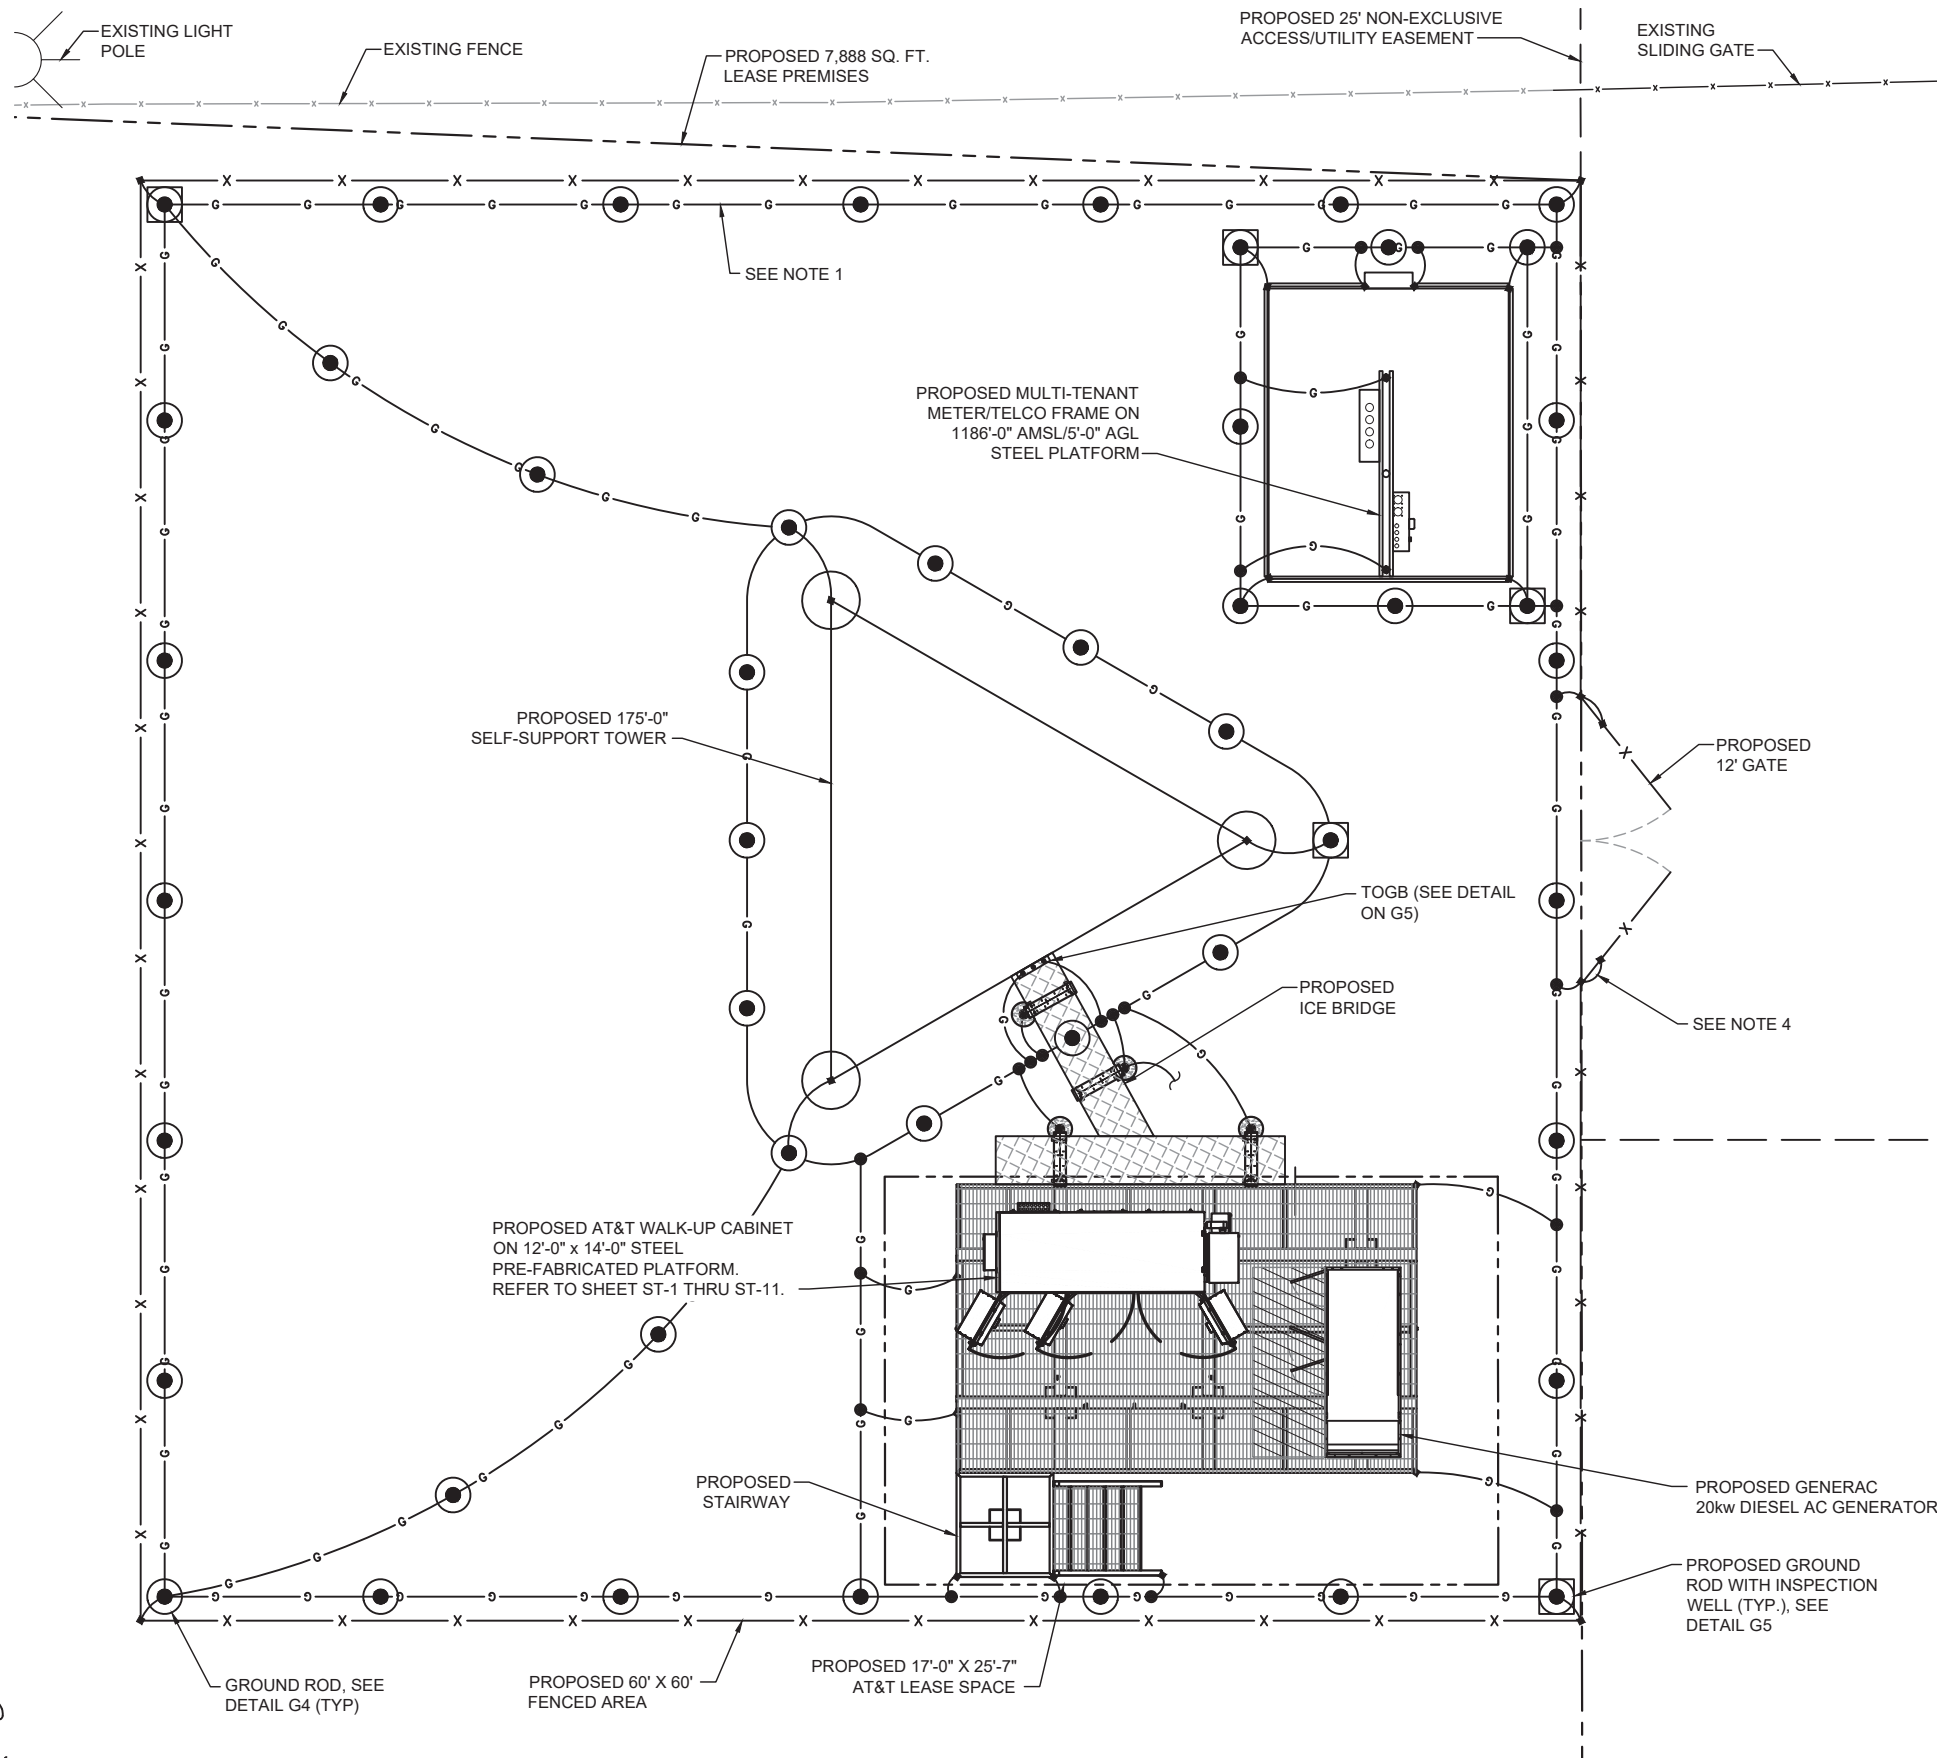 EXISTING LIGHT
POLE
EXISTING FENCE
PROPOSED 7,888 SQ. FT.
LEASE PREMISES
PROPOSED 25' NON-EXCLUSIVE
ACCESS/UTILITY EASEMENT
EXISTING
SLIDING GATE
SEE NOTE 1
PROPOSED MULTI-TENANT
METER/TELCO FRAME ON
1186'-0" AMSL/5'-0" AGL
STEEL PLATFORM
PROPOSED 175'-0"
SELF-SUPPORT TOWER
PROPOSED
12' GATE
TOGB (SEE DETAIL
ON G5)
PROPOSED
ICE BRIDGE
SEE NOTE 4
PROPOSED AT&T WALK-UP CABINET
ON 12'-0" x 14'-0" STEEL
PRE-FABRICATED PLATFORM.
REFER TO SHEET ST-1 THRU ST-11.
PROPOSED
STAIRWAY
PROPOSED GENERAC
20kw DIESEL AC GENERATOR
PROPOSED GROUND
ROD WITH INSPECTION
WELL (TYP.), SEE
DETAIL G5
GROUND ROD, SEE
DETAIL G4 (TYP)
PROPOSED 60' X 60'
FENCED AREA
PROPOSED 17'-0" X 25'-7"
AT&T LEASE SPACE